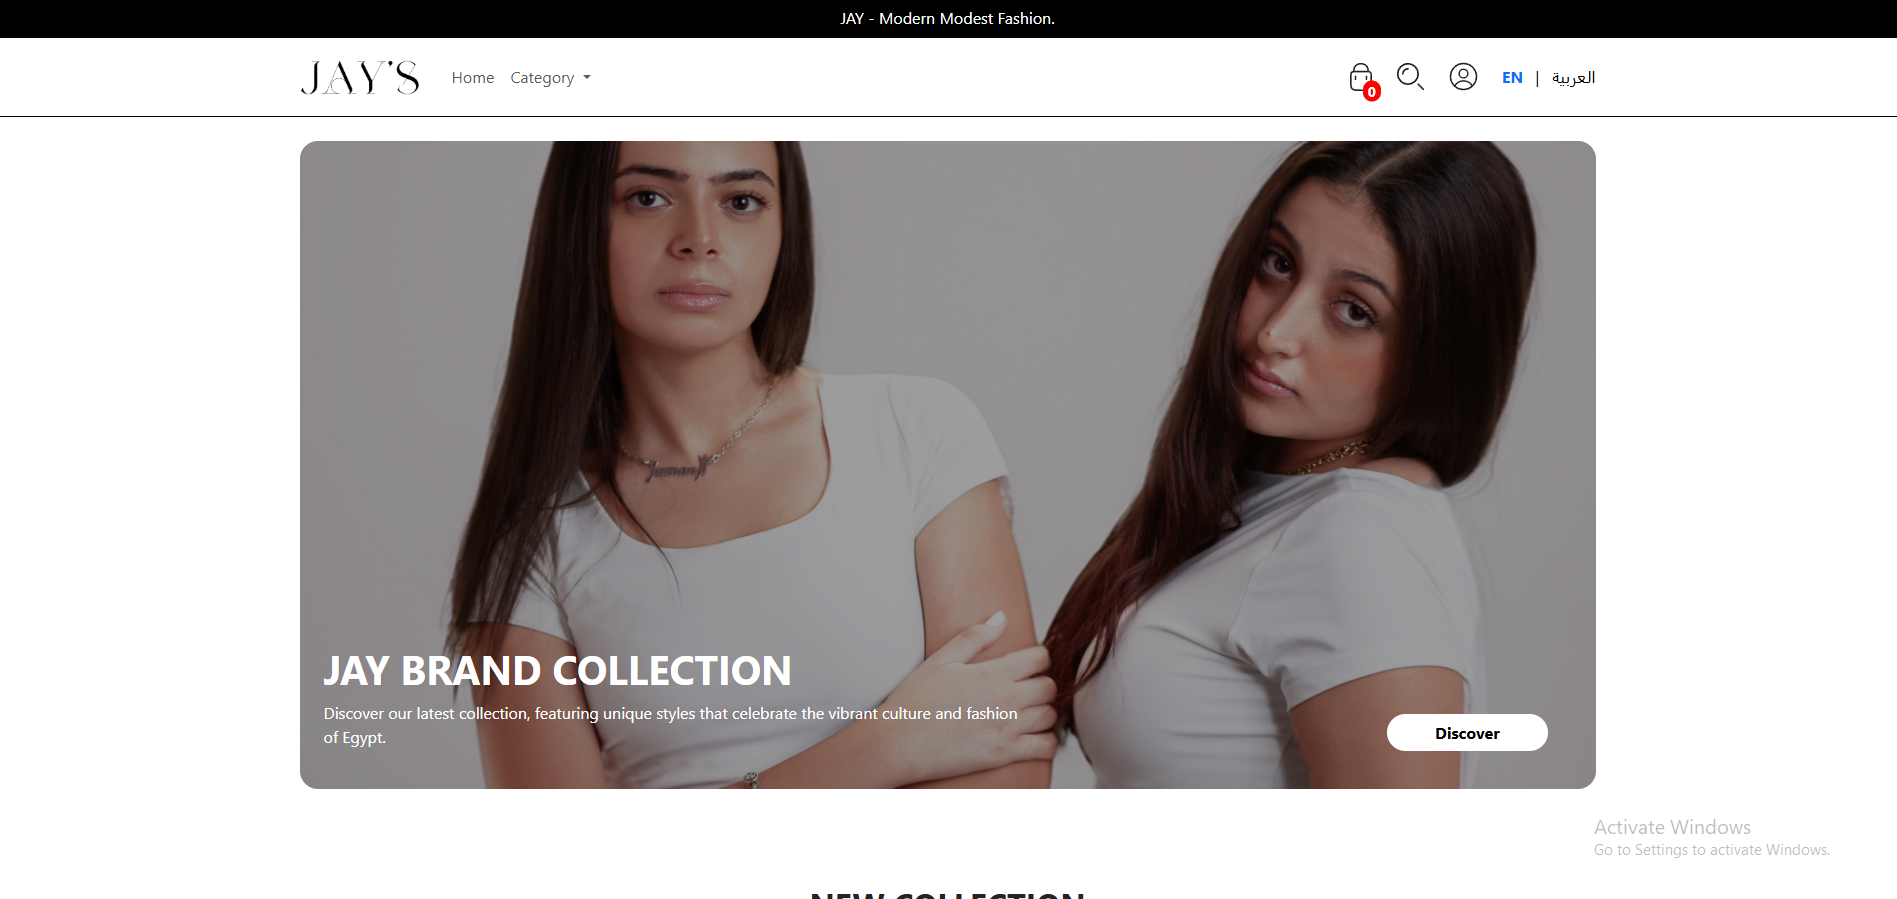 JAY - Modern Modest Fashion.
JAY'S
Home
Category
0
EN | العربية
JAY BRAND COLLECTION
Discover our latest collection, featuring unique styles that celebrate the vibrant culture and fashion
of Egypt.
Discover
Activate Windows
Go to Settings to activate Windows.
NEW COLLECTION